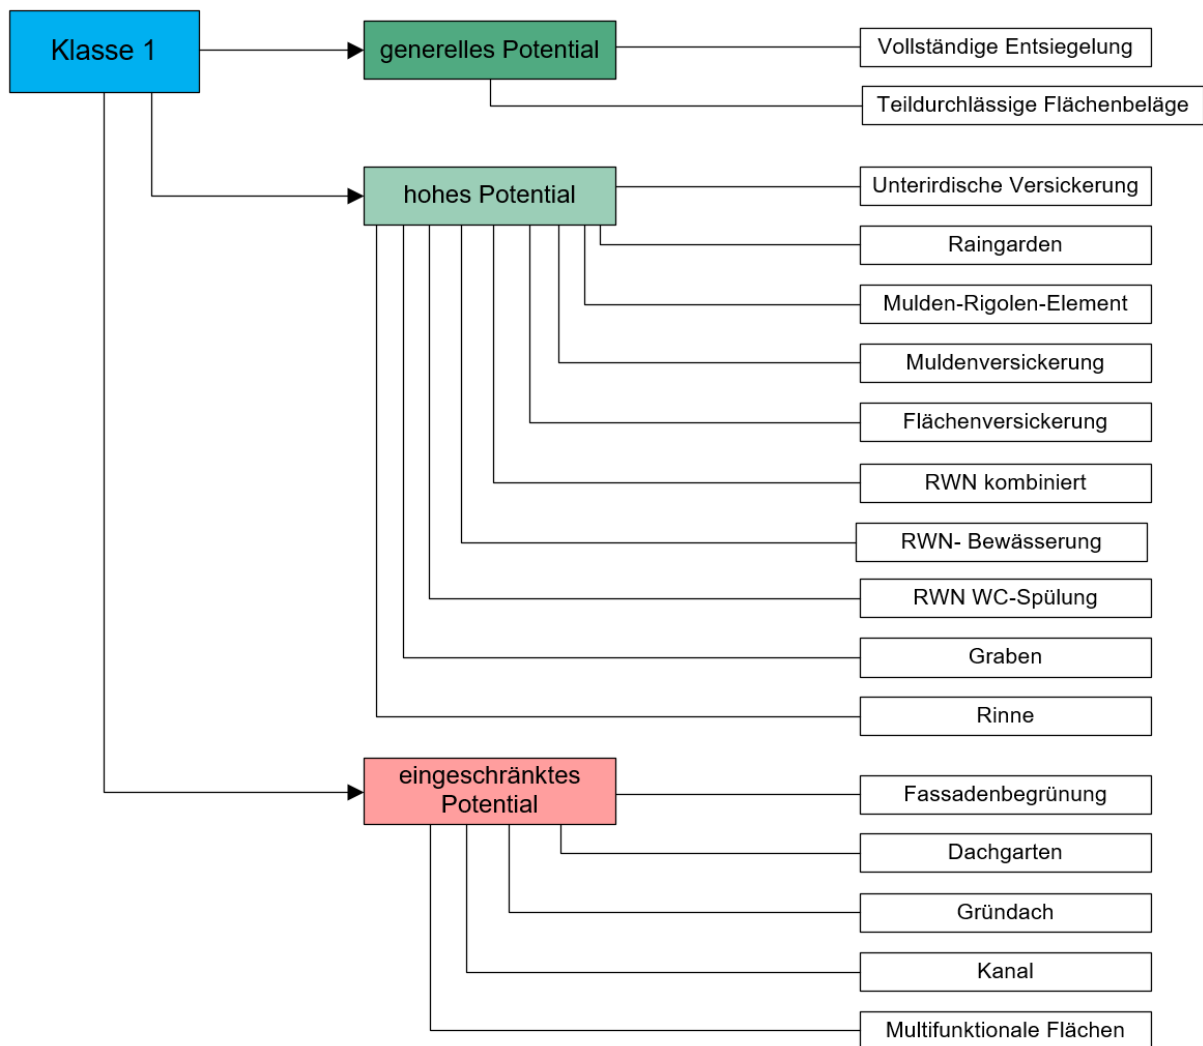 Klasse 1
generelles Potential
Vollständige Entsiegelung
Teildurchlässige Flächenbeläge
hohes Potential
Unterirdische Versickerung
Raingarden
Mulden-Rigolen-Element
Muldenversickerung
Flächenversickerung
RWN kombiniert
RWN- Bewässerung
RWN WC-Spülung
Graben
Rinne
eingeschränktes
Potential
Fassadenbegrünung
Dachgarten
Gründach
Kanal
Multifunktionale Flächen